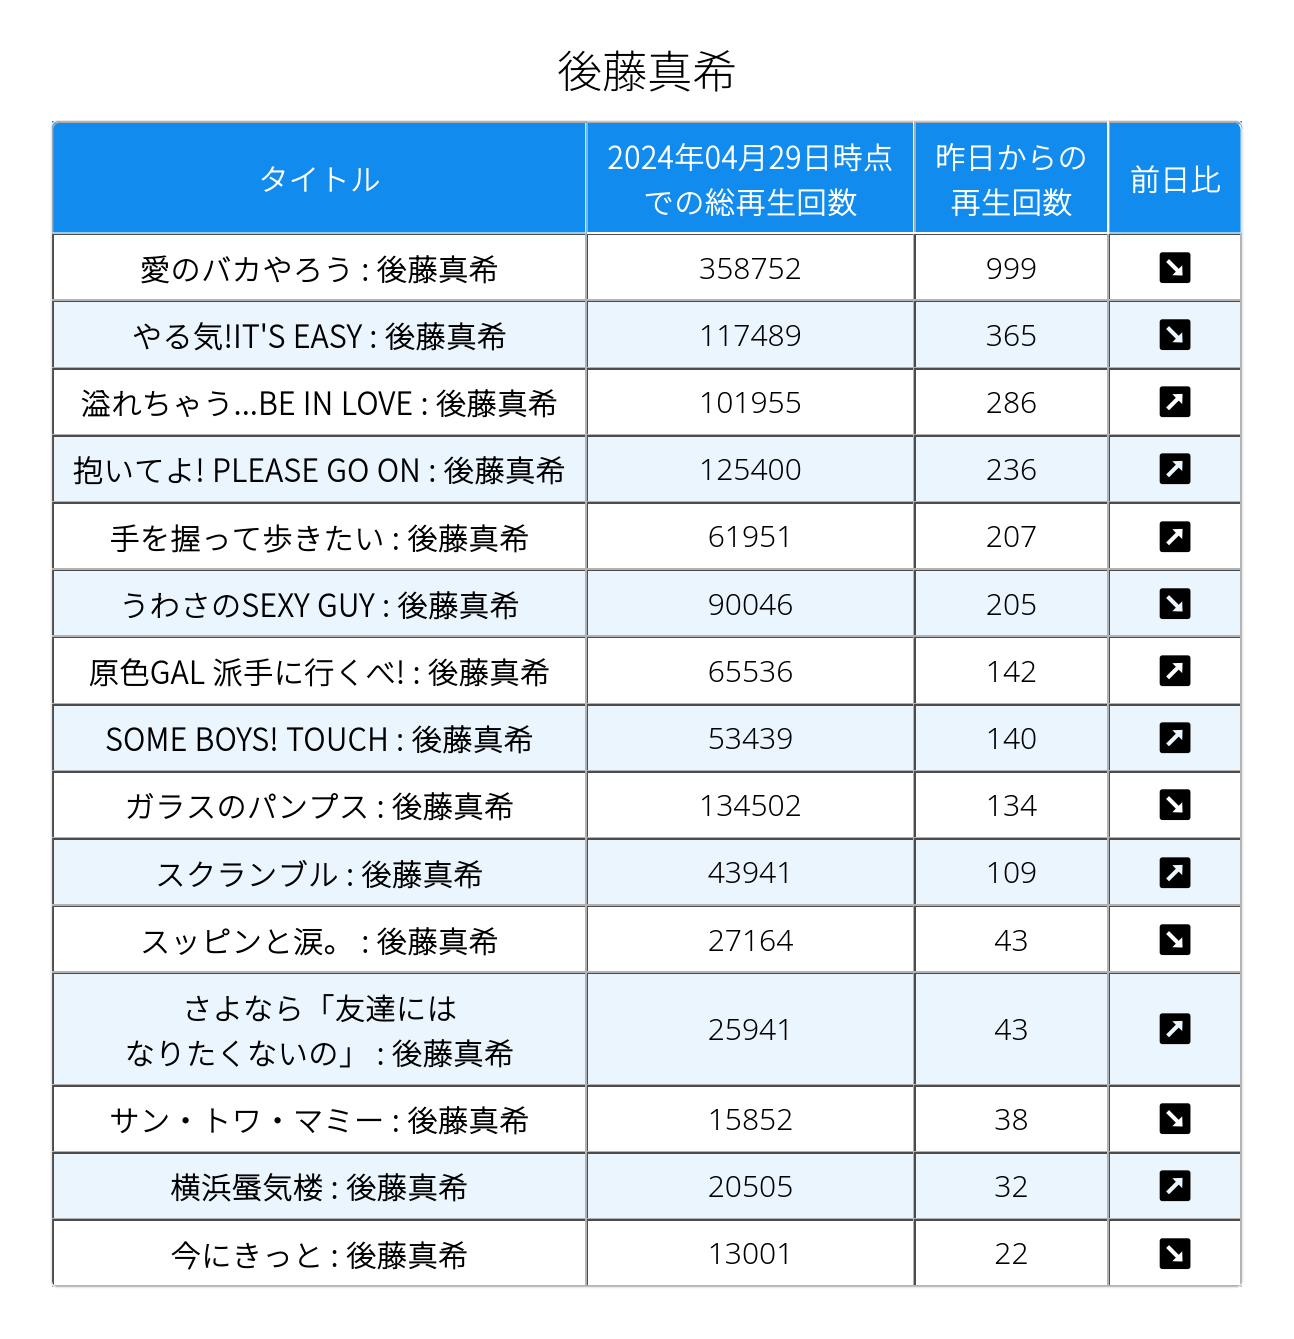 後藤真希
タイトル
2024年04月29日時点
での総再生回数
昨日からの
再生回数
前日比
愛のバカやろう : 後藤真希 358752 999
やる気!IT'S EASY : 後藤真希 117489 365
溢れちゃう...BE IN LOVE : 後藤真希 101955 286
抱いてよ! PLEASE GO ON : 後藤真希 125400 236
手を握って歩きたい : 後藤真希 61951 207
うわさのSEXY GUY : 後藤真希 90046 205
原色GAL 派手に行くべ! : 後藤真希 65536 142
SOME BOYS! TOUCH : 後藤真希 53439 140
ガラスのパンプス : 後藤真希 134502 134
スクランブル : 後藤真希 43941 109
スッピンと涙。 : 後藤真希 27164 43
さよなら「友達には
なりたくないの」 : 後藤真希 25941 43
サン・トワ・マミー : 後藤真希 15852 38
横浜蜃気楼 : 後藤真希 20505 32
今にきっと : 後藤真希 13001 22